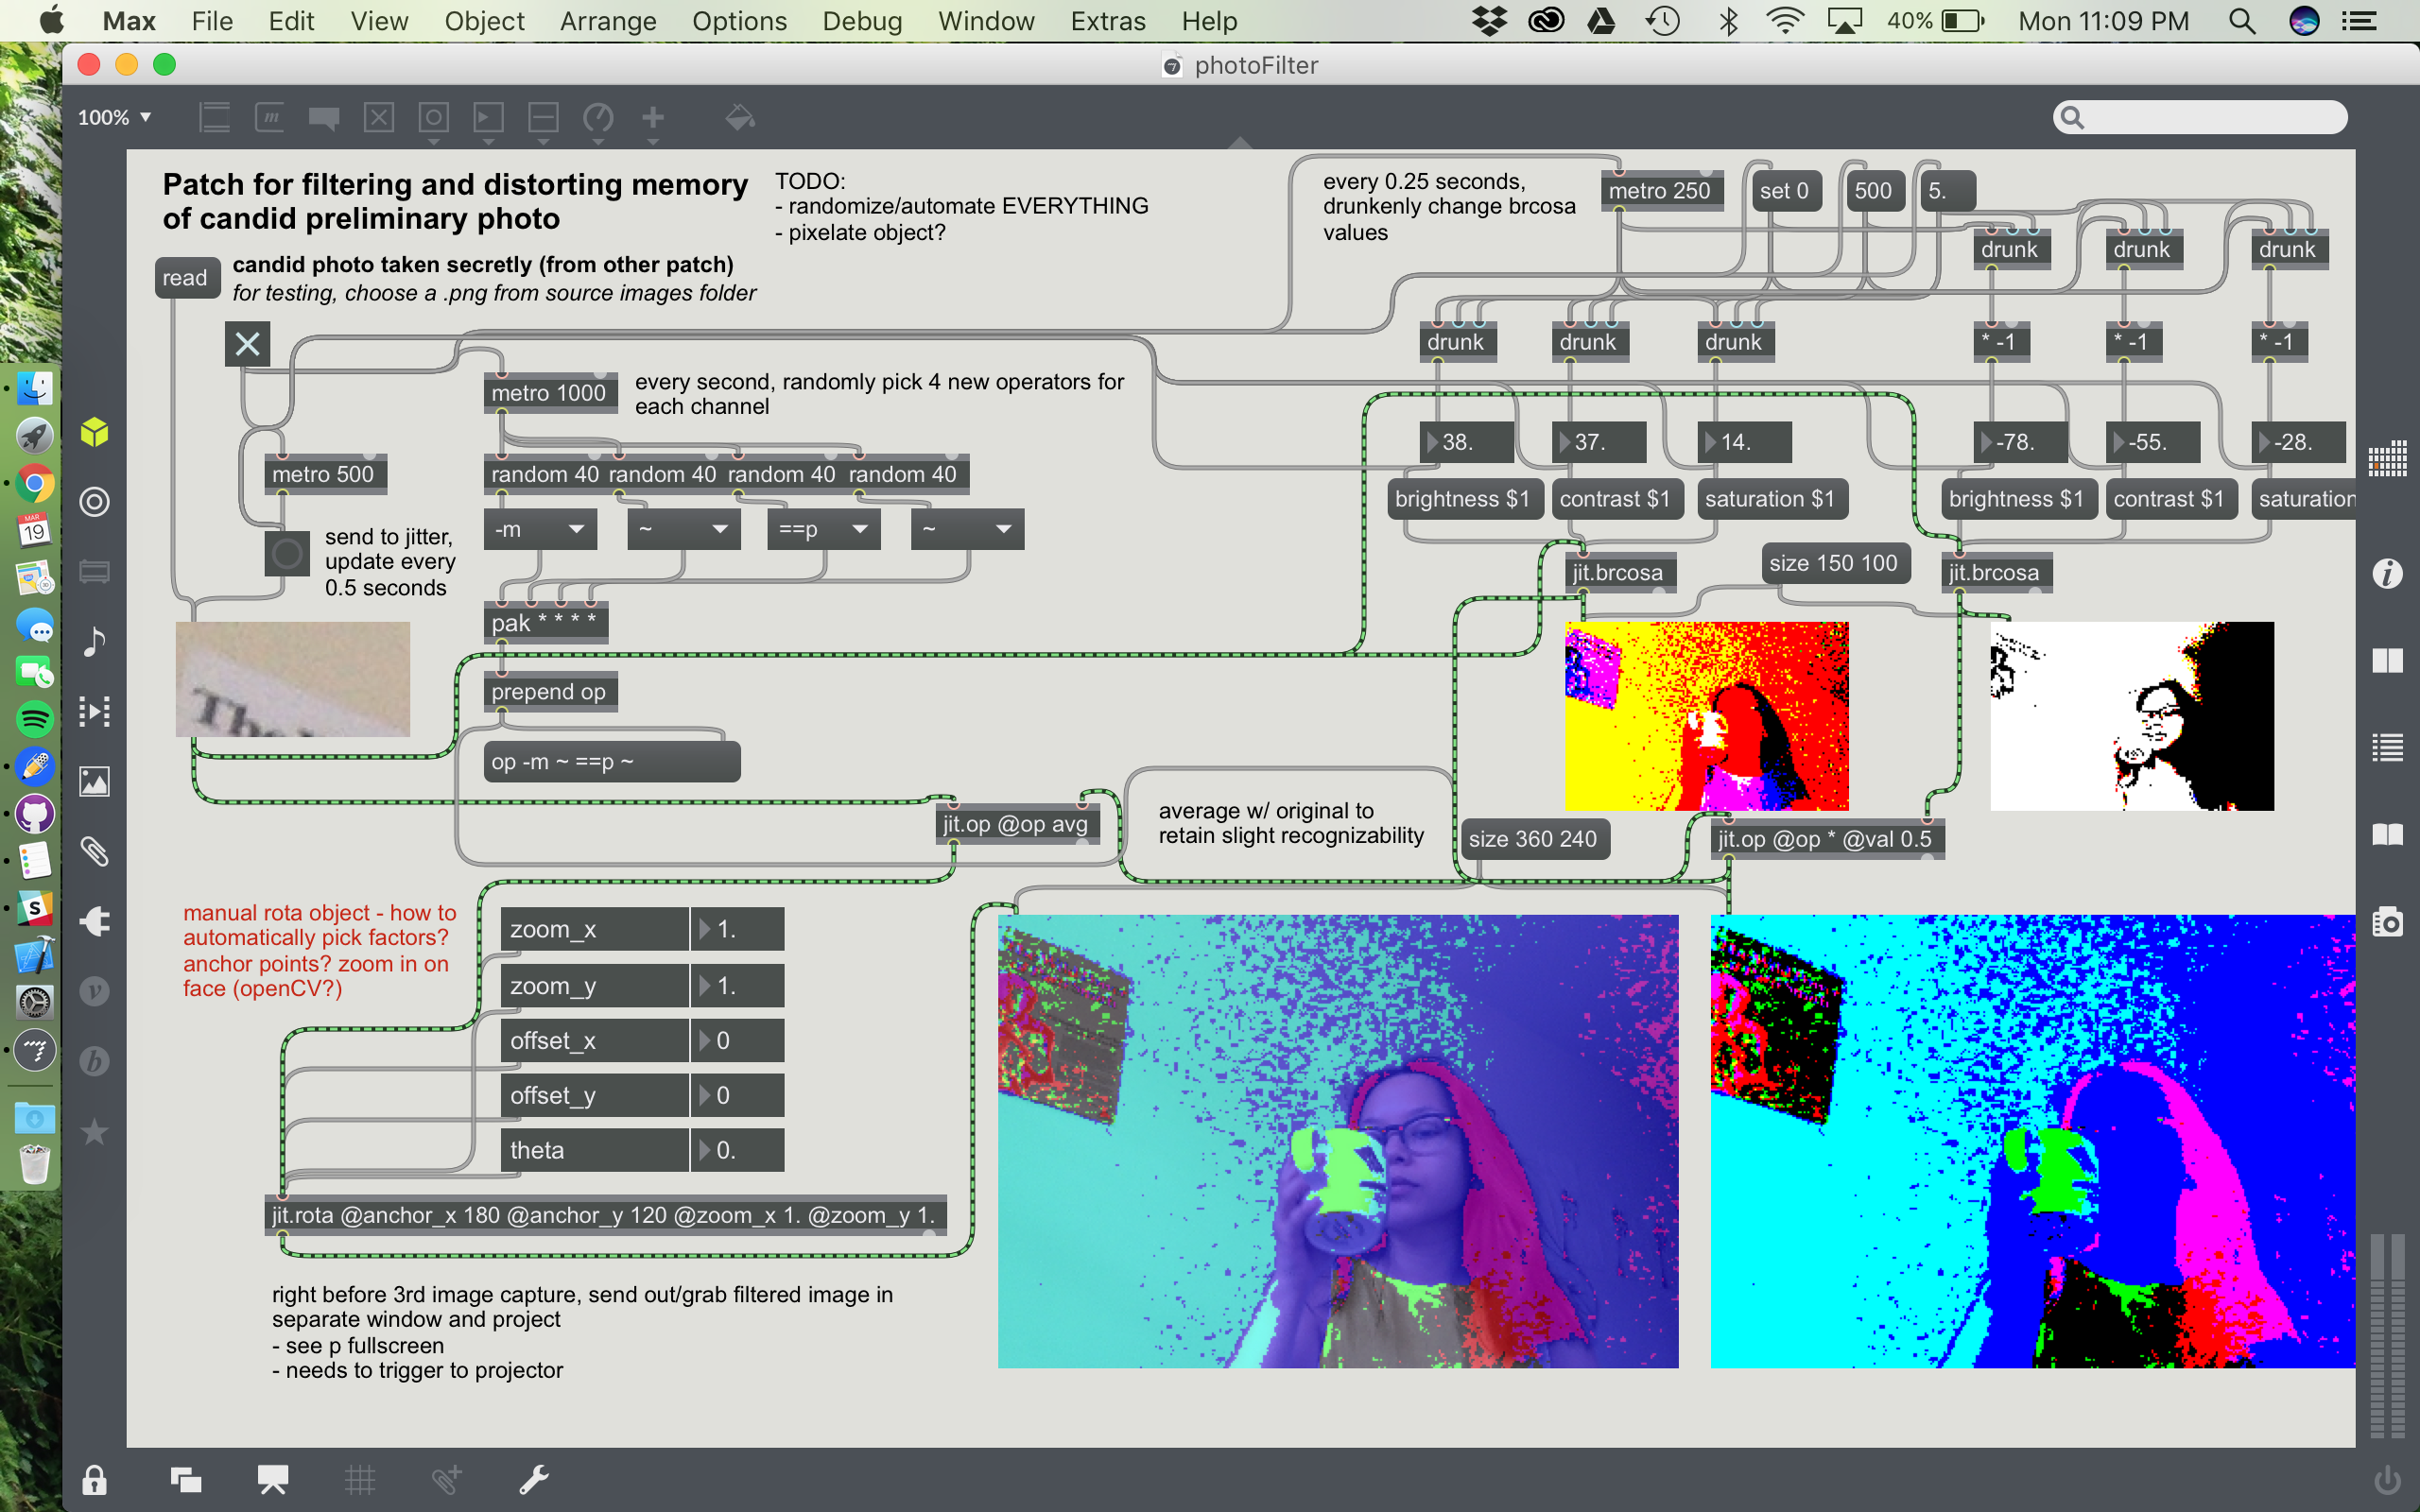 Max File Edit View Object Arrange Options Debug Window Extras Help 40% Mon 11:09 PM
photoFilter
100%
Patch for filtering and distorting memory
of candid preliminary photo
TODO:
- randomize/automate EVERYTHING
- pixelate object?
every 0.25 seconds,
drunkenly change brcosa
values
metro 250 set 0 500 5.
drunk drunk drunk
read
candid photo taken secretly (from other patch)
for testing, choose a .png from source images folder
drunk drunk drunk * -1 * -1 * -1
metro 1000
every second, randomly pick 4 new operators for
each channel
38. 37. 14. -78. -55. -28.
metro 500
random 40 random 40 random 40 random 40
brightness $1 contrast $1 saturation $1 brightness $1 contrast $1 saturation
-m ~ ==p ~
send to jitter,
update every
0.5 seconds
jit.brcosa size 150 100 jit.brcosa
pak * * * *
prepend op
The
op -m ~ ==p ~
jit.op @op avg
average w/ original to
retain slight recognizability
size 360 240
jit.op @op * @val 0.5
manual rota object - how to
automatically pick factors?
anchor points? zoom in on
face (openCV?)
zoom_x 1.
zoom_y 1.
offset_x 0
offset_y 0
theta 0.
jit.rota @anchor_x 180 @anchor_y 120 @zoom_x 1. @zoom_y 1.
right before 3rd image capture, send out/grab filtered image in
separate window and project
- see p fullscreen
- needs to trigger to projector
MAR
19